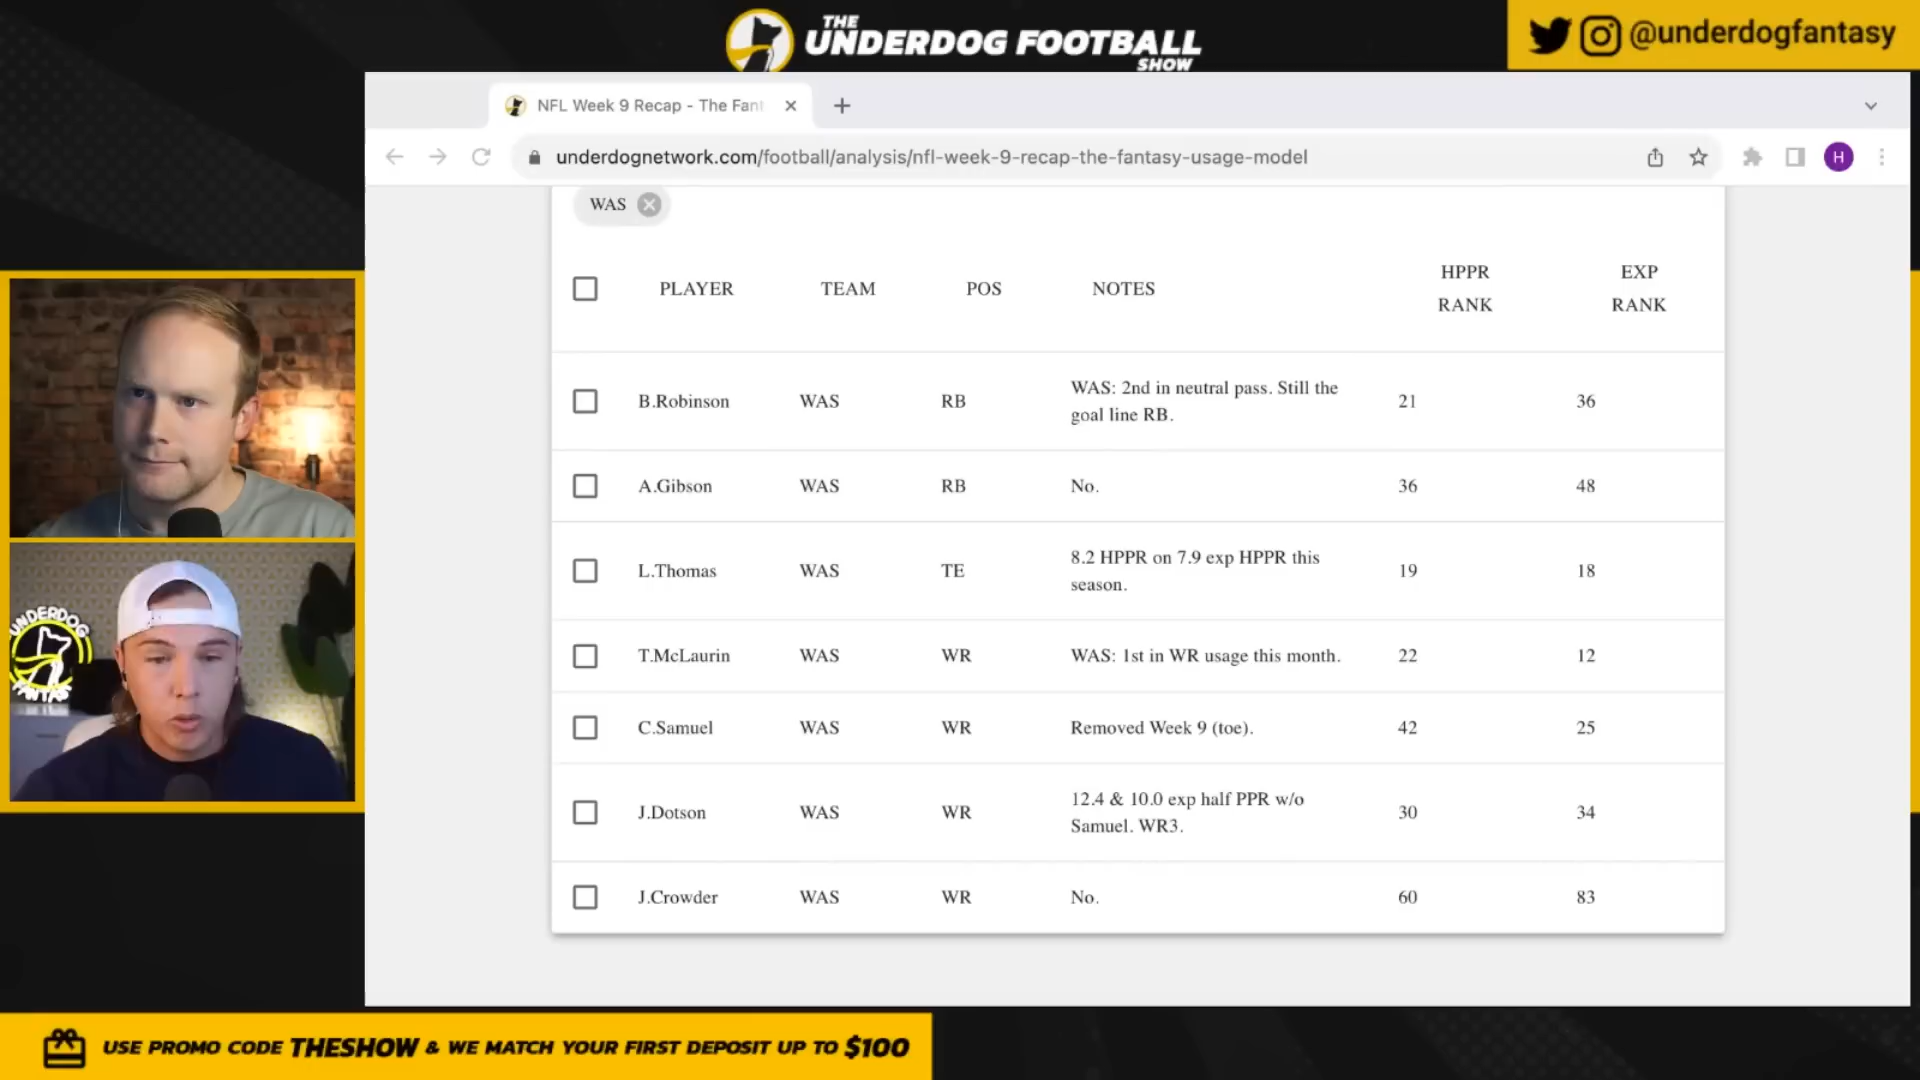 THE
UNDERDOG FOOTBALL
SHOW
@underdogfantasy
NFL Week 9 Recap - The Fant
underdognetwork.com/football/analysis/nfl-week-9-recap-the-fantasy-usage-model
H
WAS
PLAYER TEAM POS NOTES HPPR RANK EXP RANK
B.Robinson WAS RB WAS: 2nd in neutral pass. Still the goal line RB. 21 36
A.Gibson WAS RB No. 36 48
L.Thomas WAS TE 8.2 HPPR on 7.9 exp HPPR this season. 19 18
T.McLaurin WAS WR WAS: 1st in WR usage this month. 22 12
C.Samuel WAS WR Removed Week 9 (toe). 42 25
J.Dotson WAS WR 12.4 & 10.0 exp half PPR w/o Samuel. WR3. 30 34
J.Crowder WAS WR No. 60 83
UNDERDOG
FANTAS
USE PROMO CODE THESHOW & WE MATCH YOUR FIRST DEPOSIT UP TO $100